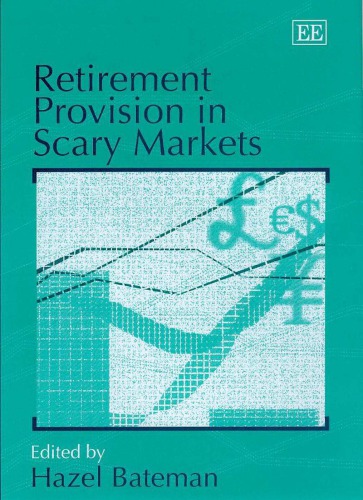 EE
Retirement
Provision in
Scary Markets
£
€$
¥
Edited by
Hazel Bateman